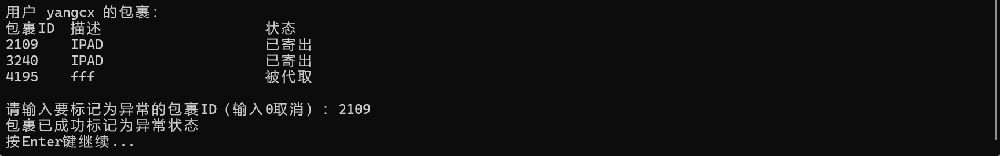 用户 yangcx 的包裹：
包裹ID 描述 状态
2109 IPAD 已寄出
3240 IPAD 已寄出
4195 fff 被代取
请输入要标记为异常的包裹ID（输入0取消）：2109
包裹已成功标记为异常状态
按Enter键继续...